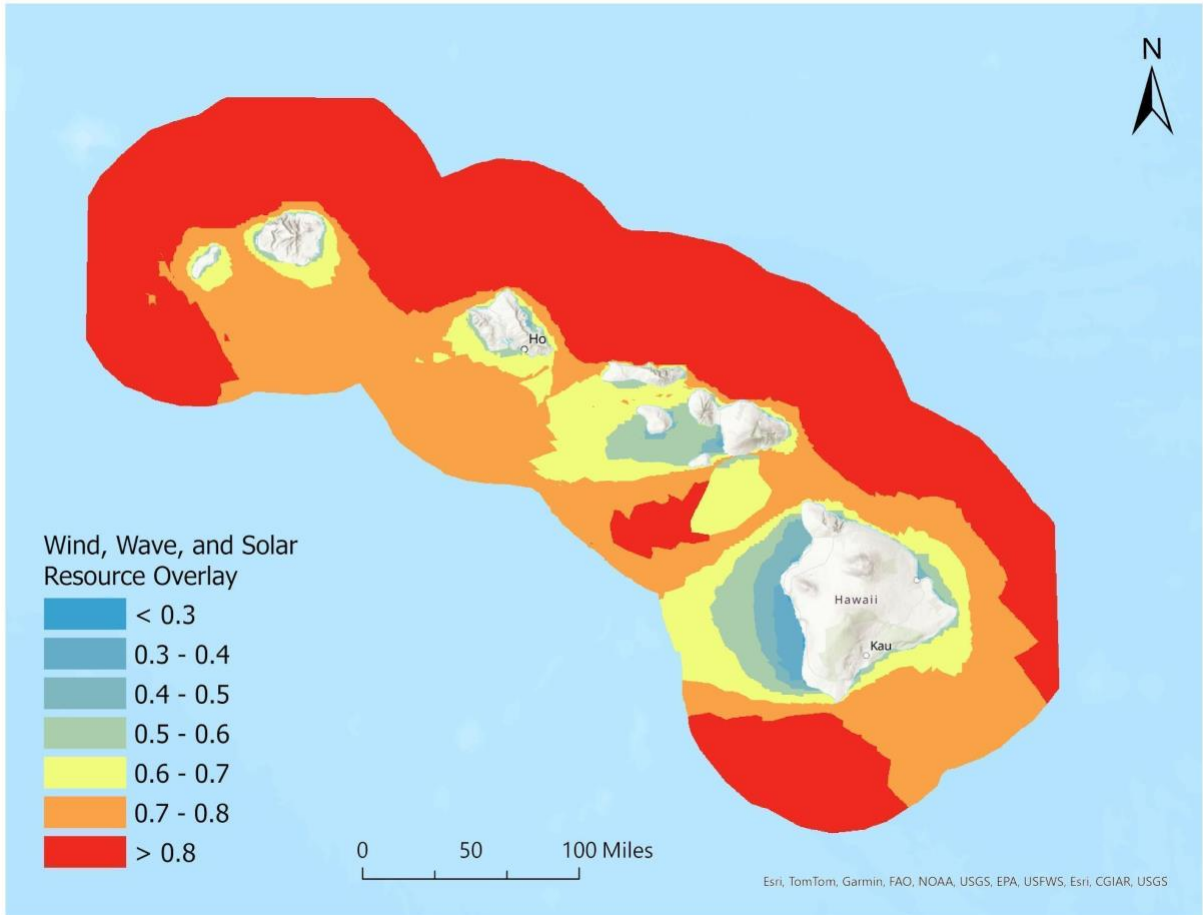 N
Ho
Hawaii
Kau
Wind, Wave, and Solar
Resource Overlay
< 0.3
0.3 - 0.4
0.4 - 0.5
0.5 - 0.6
0.6 - 0.7
0.7 - 0.8
> 0.8
0 50 100 Miles
Esri, TomTom, Garmin, FAO, NOAA, USGS, EPA, USFWS, Esri, CGIAR, USGS